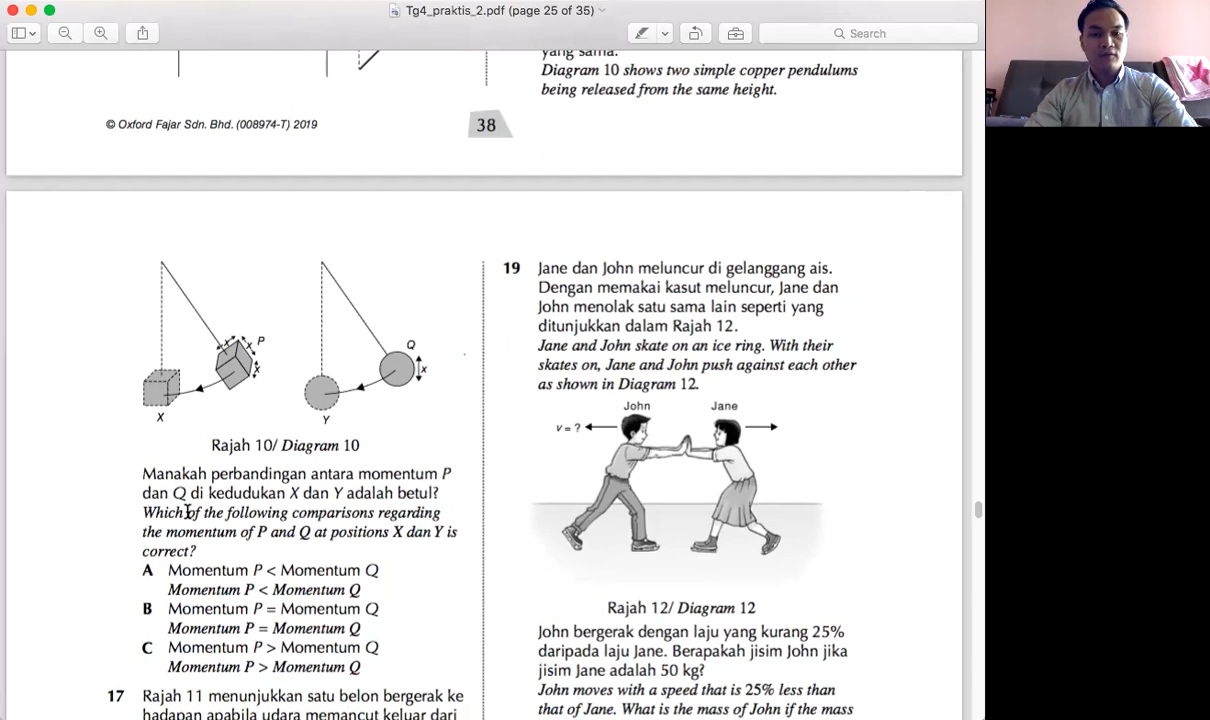 Tg4_praktis_2.pdf (page 25 of 35)
Search
yang sama.
Diagram 10 shows two simple copper pendulums
being released from the same height.
© Oxford Fajar Sdn. Bhd. (008974-T) 2019
38
x
x
P
x
X
Q
x
Y
Rajah 10/ Diagram 10
Manakah perbandingan antara momentum P
dan Q di kedudukan X dan Y adalah betul?
Which of the following comparisons regarding
the momentum of P and Q at positions X dan Y is
correct?
A Momentum P < Momentum Q
Momentum P < Momentum Q
B Momentum P = Momentum Q
Momentum P = Momentum Q
C Momentum P > Momentum Q
Momentum P > Momentum Q
17 Rajah 11 menunjukkan satu belon bergerak ke
hadapan apabila udara memancut keluar dari
19 Jane dan John meluncur di gelanggang ais.
Dengan memakai kasut meluncur, Jane dan
John menolak satu sama lain seperti yang
ditunjukkan dalam Rajah 12.
Jane and John skate on an ice ring. With their
skates on, Jane and John push against each other
as shown in Diagram 12.
John
Jane
v = ?
Rajah 12/ Diagram 12
John bergerak dengan laju yang kurang 25%
daripada laju Jane. Berapakah jisim John jika
jisim Jane adalah 50 kg?
John moves with a speed that is 25% less than
that of Jane. What is the mass of John if the mass